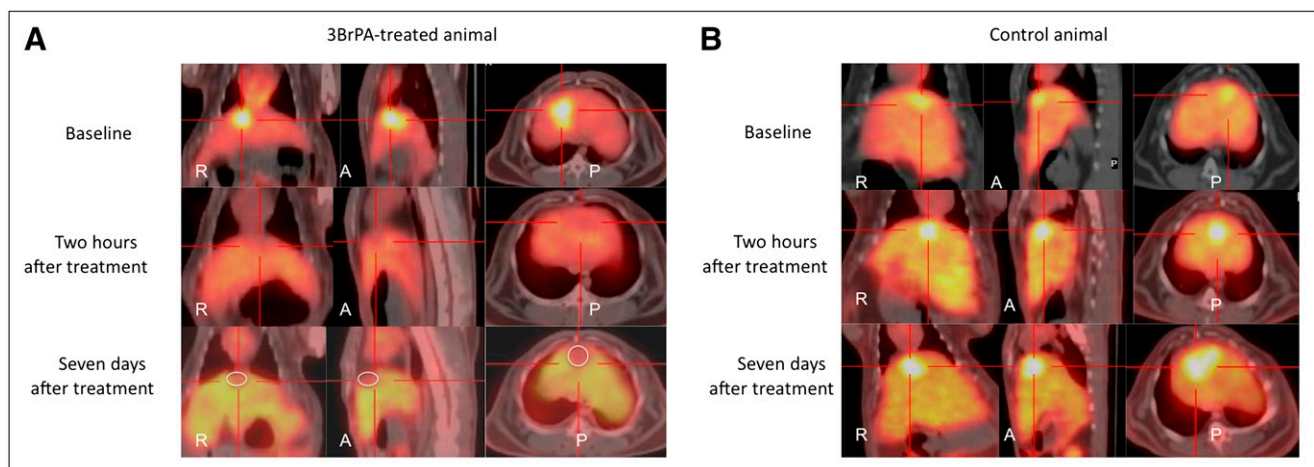 A
3BrPA-treated animal
Baseline
R
A
P
Two hours
after treatment
R
A
P
Seven days
after treatment
R
A
P
B
Control animal
Baseline
R
A
P
P
Two hours
after treatment
R
A
P
Seven days
after treatment
R
A
P